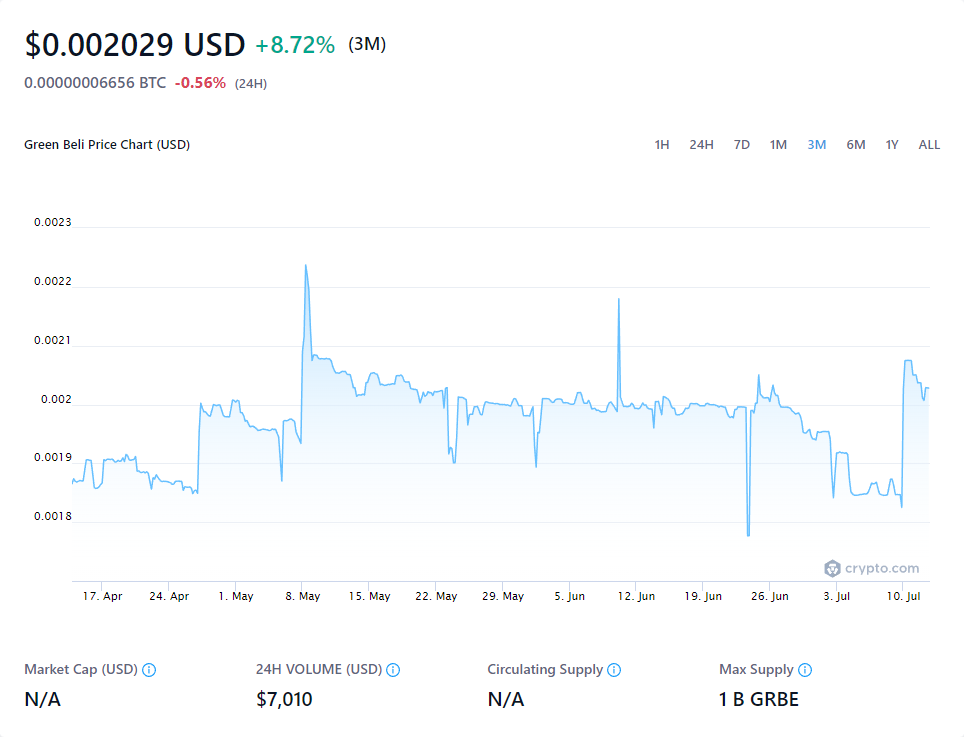 $0.002029 USD +8.72% (3M)
0.00000006656 BTC -0.56% (24H)
Green Beli Price Chart (USD) 1H 24H 7D 1M 3M 6M 1Y ALL
0.0023
0.0022
0.0021
0.002
0.0019
0.0018
crypto.com
17. Apr 24. Apr 1. May 8. May 15. May 22. May 29. May 5. Jun 12. Jun 19. Jun 26. Jun 3. Jul 10. Jul
Market Cap (USD) 24H VOLUME (USD) Circulating Supply Max Supply
N/A $7,010 N/A 1 B GRBE